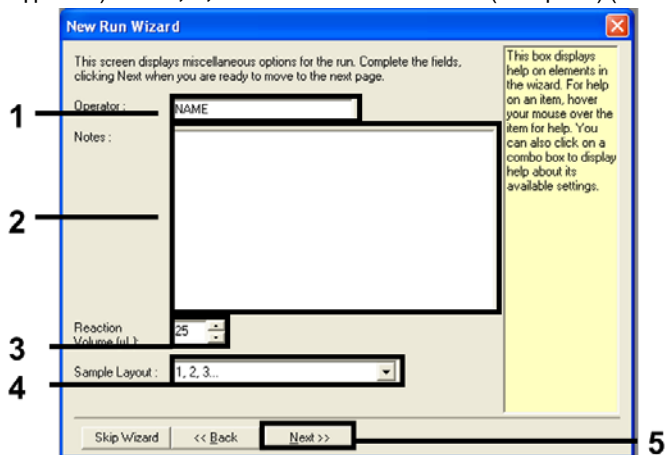 New Run Wizard
This screen displays miscellaneous options for the run. Complete the fields,
clicking Next when you are ready to move to the next page.
This box displays
help on elements in
the wizard. For help
on an item, hover
your mouse over the
item for help. You
can also click on a
combo box to display
help about its
available settings.
1
Operator : NAME
Notes :
2
Reaction
Volume (µL): 25
3
Sample Layout : 1, 2, 3...
4
Skip Wizard << Back Next >>
5